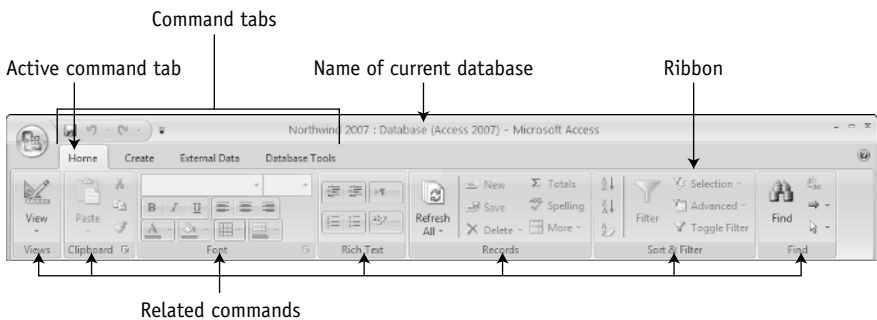 Command tabs
Active command tab
Name of current database
Ribbon
Northwind 2007 : Database (Access 2007) - Microsoft Access
Home Create External Data Database Tools
View Paste B I U A Refresh All New Save Delete Σ Totals Spelling More Filter Selection Advanced Toggle Filter Find
Views Clipboard Font Rich Text Records Sort & Filter Find
Related commands